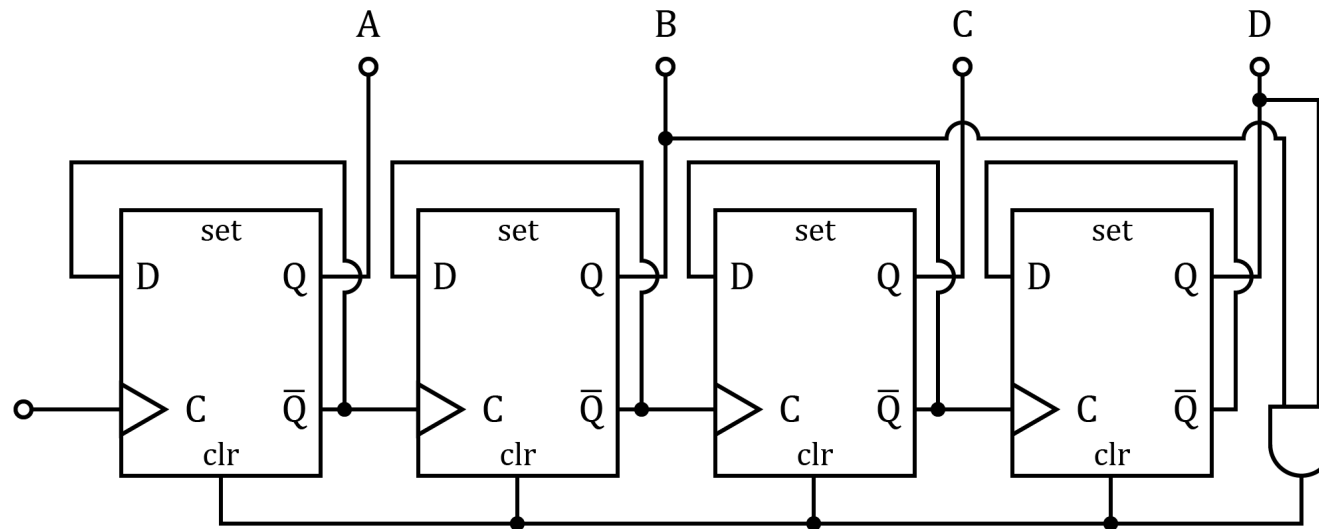 A B C D
set set set set
D Q D Q D Q D Q
C Q̅ C Q̅ C Q̅ C Q̅
clr clr clr clr